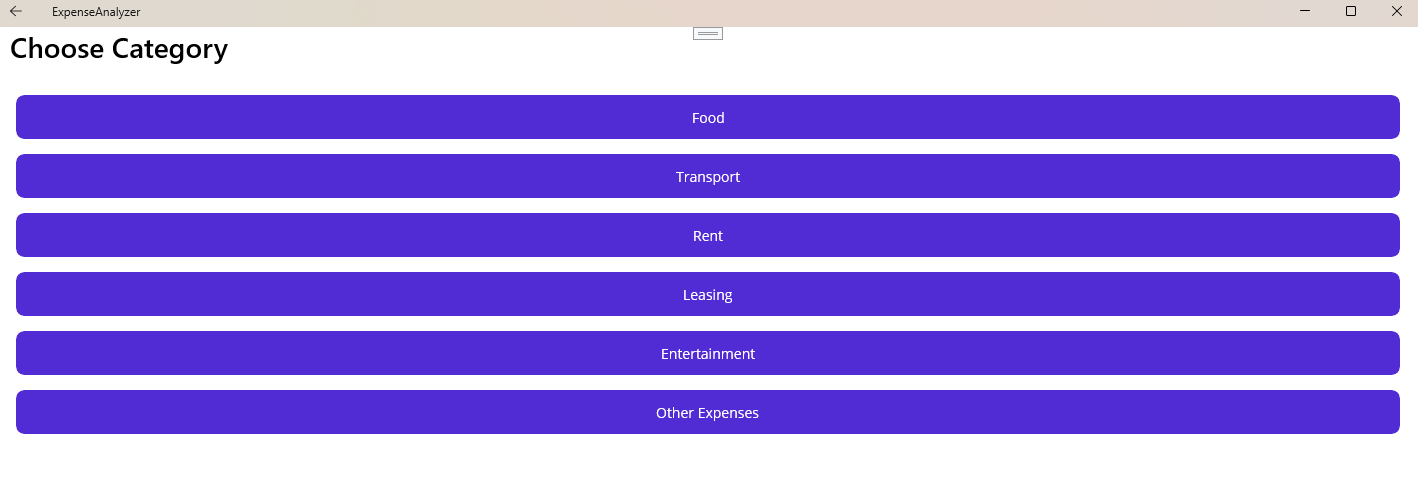 ExpenseAnalyzer
Choose Category
Food
Transport
Rent
Leasing
Entertainment
Other Expenses